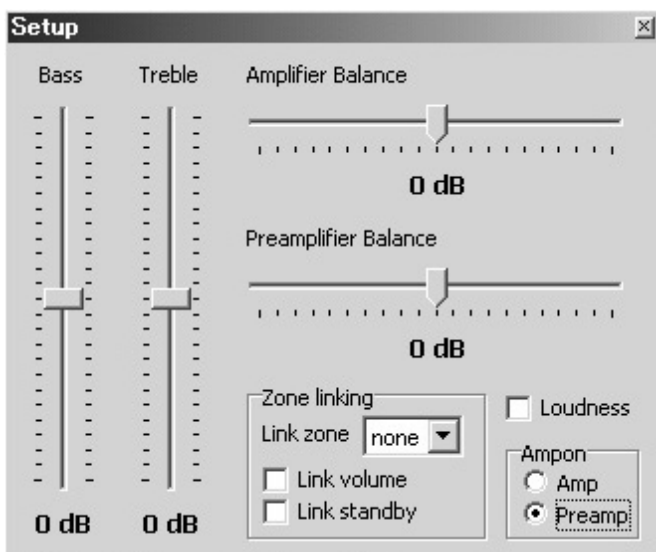 Setup
Bass
Treble
Amplifier Balance
0 dB
Preamplifier Balance
0 dB
0 dB
0 dB
Zone linking
Link zone none
Link volume
Link standby
Loudness
Ampon
Amp
Preamp